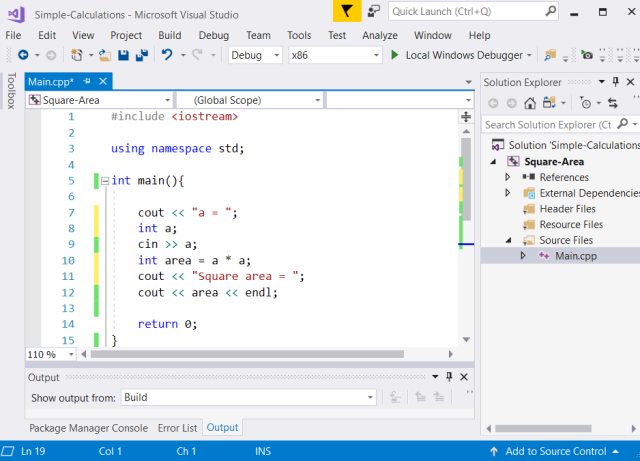 Simple-Calculations - Microsoft Visual Studio
Quick Launch (Ctrl+Q)
File Edit View Project Build Debug Team Tools Test Analyze Window Help
Debug x86 Local Windows Debugger
Toolbox
Main.cpp*
Square-Area (Global Scope)
1 #include <iostream>
2
3 using namespace std;
4
5 int main(){
6
7 cout << "a = ";
8 int a;
9 cin >> a;
10 int area = a * a;
11 cout << "Square area = ";
12 cout << area << endl;
13
14 return 0;
15 }
110 %
Solution Explorer
Search Solution Explorer (Ct
Solution 'Simple-Calculations
Square-Area
References
External Dependencie
Header Files
Resource Files
Source Files
Main.cpp
Output
Show output from: Build
Package Manager Console Error List Output
Ln 19 Col 1 Ch 1 INS Add to Source Control